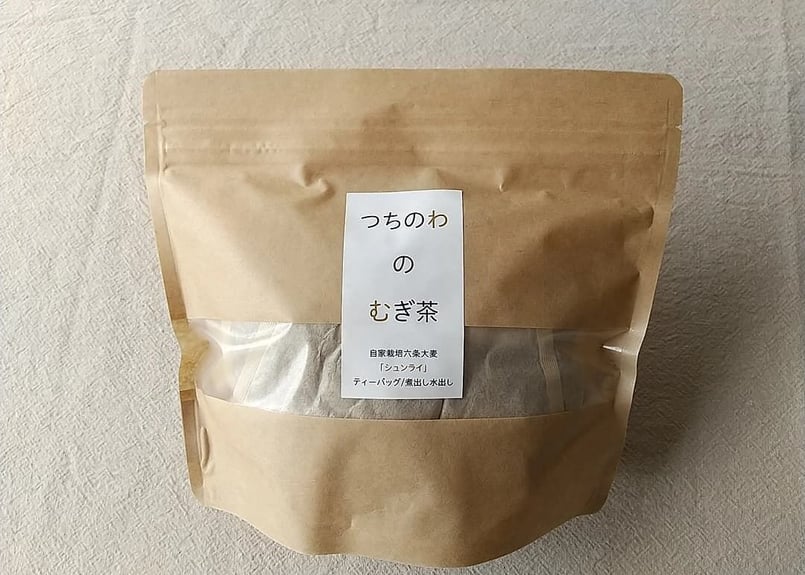 つちのわ
の
むぎ茶
自家栽培六条大麦
「シュンライ」
ティーバッグ/煮出し水出し